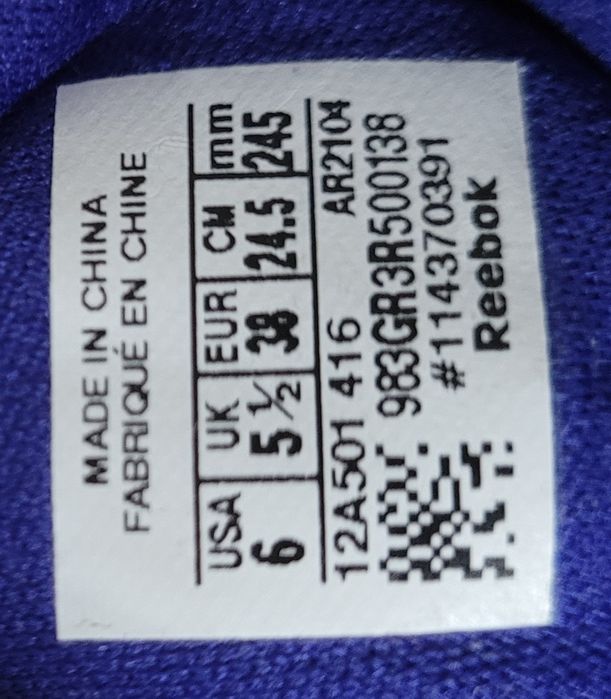 MADE IN CHINA
FABRIQUÉ EN CHINE
USA UK EUR CM mm
6 5 ½ 38 24.5 245
12A501 416 AR2104
983GR3R500138
#114370391
Reebok